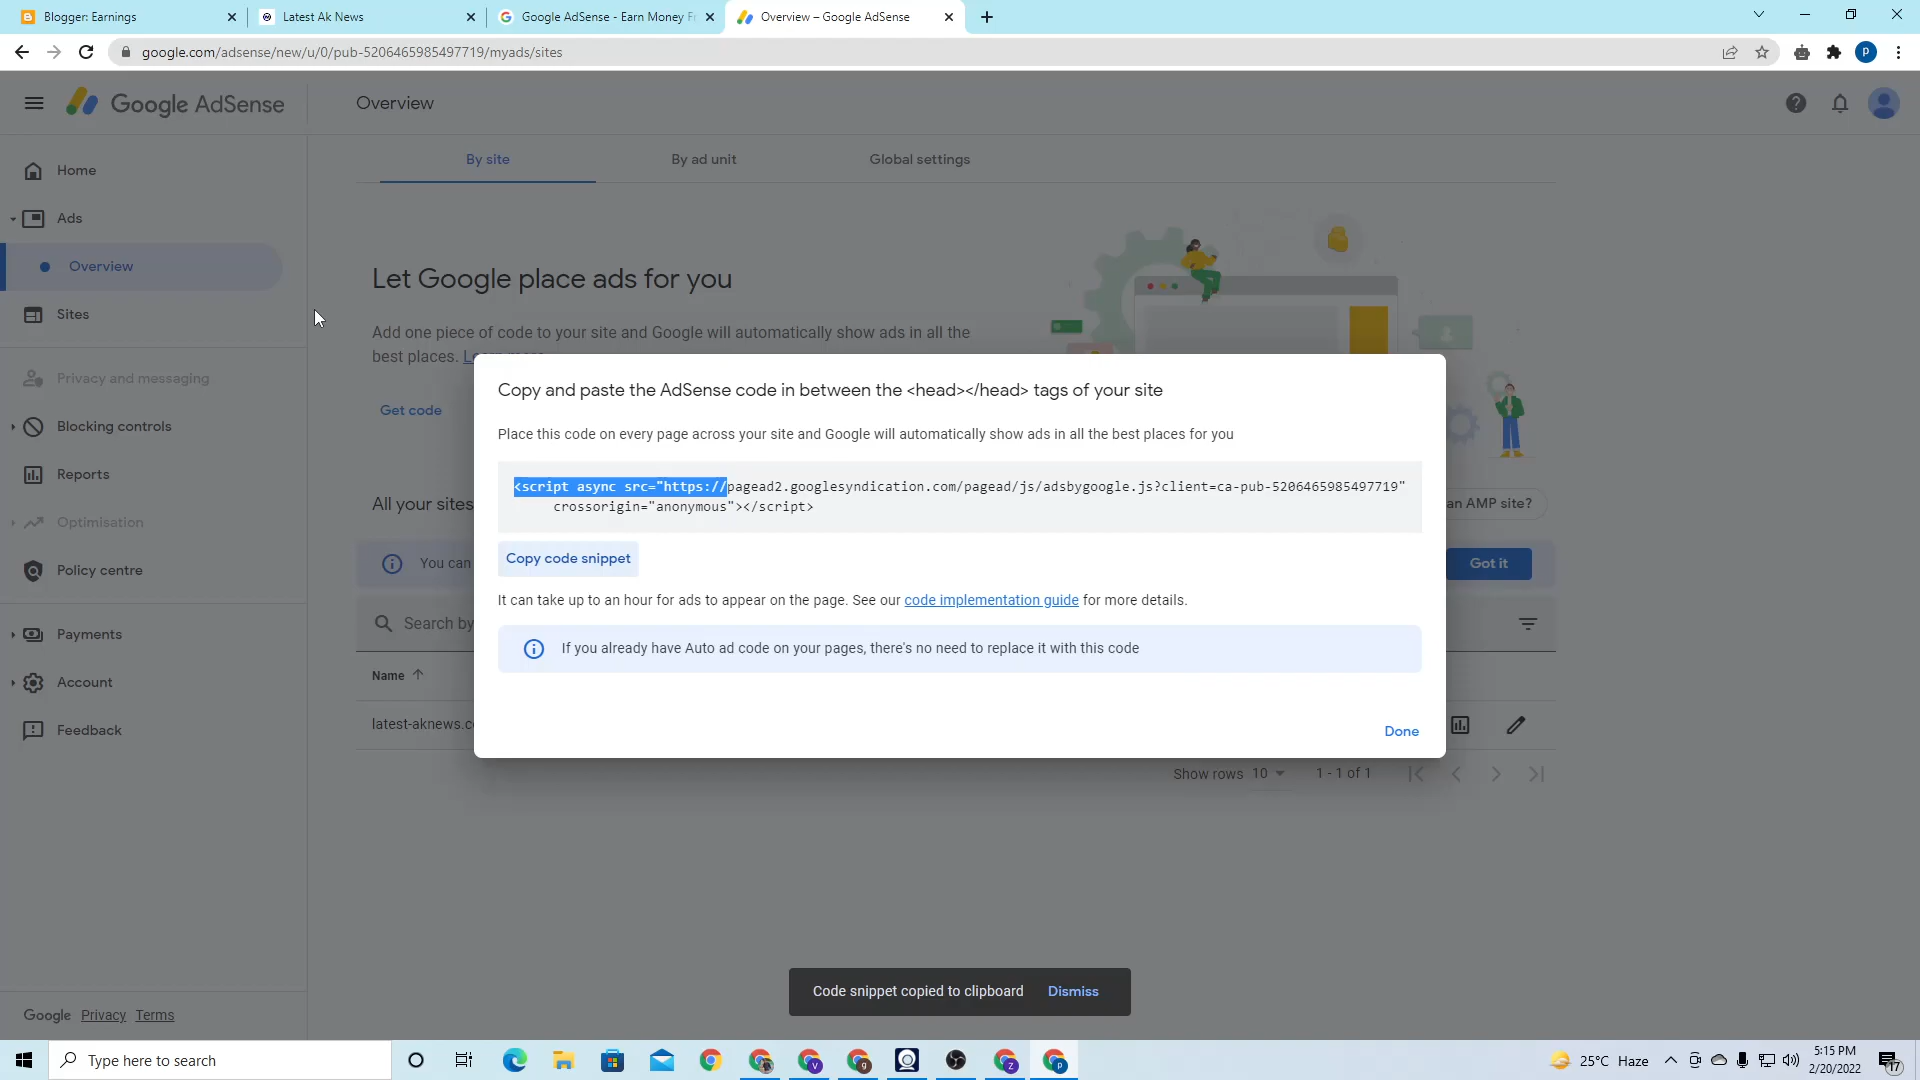 Blogger: Earnings
Latest Ak News
Google AdSense - Earn Money F
Overview – Google AdSense
google.com/adsense/new/u/0/pub-5206465985497719/myads/sites
P
Google AdSense
Overview
Home
Ads
Overview
Sites
Privacy and messaging
Blocking controls
Reports
Optimisation
Policy centre
Payments
Account
Feedback
Google Privacy Terms
By site
By ad unit
Global settings
Let Google place ads for you
Add one piece of code to your site and Google will automatically show ads in all the
best places.
Get code
All your sites
an AMP site?
You can
Got it
Search by
Name
latest-aknews.c
Show rows 10
1 - 1 of 1
Copy and paste the AdSense code in between the <head></head> tags of your site
Place this code on every page across your site and Google will automatically show ads in all the best places for you
<script async src="https://pagead2.googlesyndication.com/pagead/js/adsbygoogle.js?client=ca-pub-5206465985497719"
crossorigin="anonymous"></script>
Copy code snippet
It can take up to an hour for ads to appear on the page. See our code implementation guide for more details.
If you already have Auto ad code on your pages, there's no need to replace it with this code
Done
Code snippet copied to clipboard Dismiss
Type here to search
25°C Haze
5:15 PM
2/20/2022
17